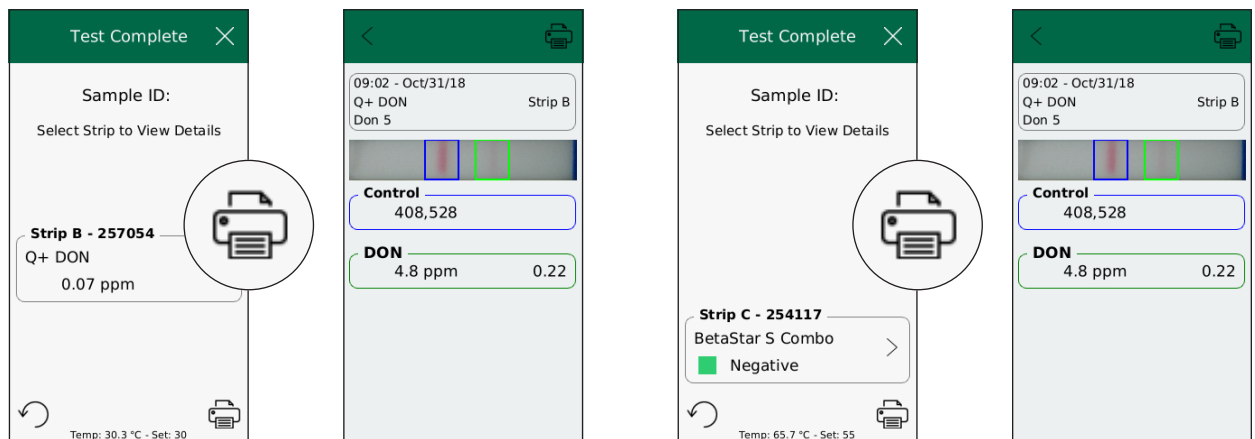 Test Complete
Sample ID:
Select Strip to View Details
Strip B - 257054
Q+ DON
0.07 ppm
Temp: 30.3 °C - Set: 30
09:02 - Oct/31/18
Q+ DON Strip B
Don 5
Control
408,528
DON
4.8 ppm 0.22
Test Complete
Sample ID:
Select Strip to View Details
Strip C - 254117
BetaStar S Combo
Negative
Temp: 65.7 °C - Set: 55
09:02 - Oct/31/18
Q+ DON Strip B
Don 5
Control
408,528
DON
4.8 ppm 0.22